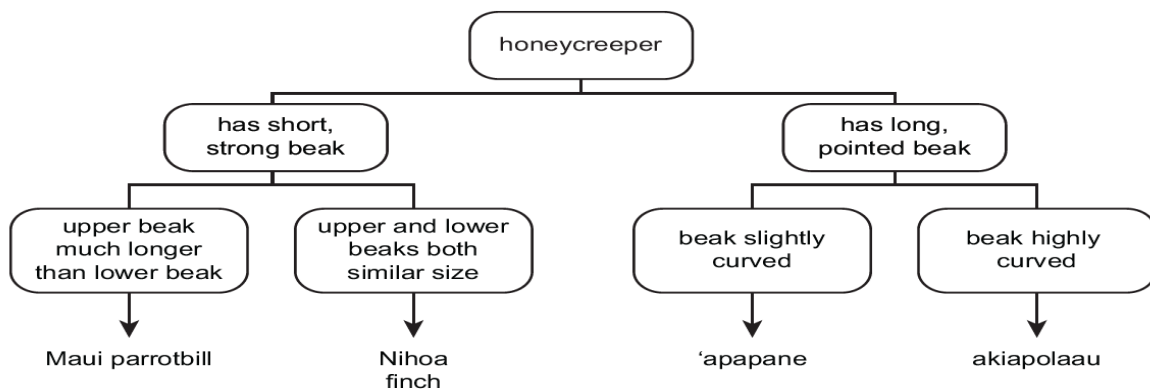 honeycreeper
has short,
strong beak
has long,
pointed beak
upper beak
much longer
than lower beak
upper and lower
beaks both
similar size
beak slightly
curved
beak highly
curved
Maui parrotbill
Nihoa
finch
‘apapane
akiapolaau